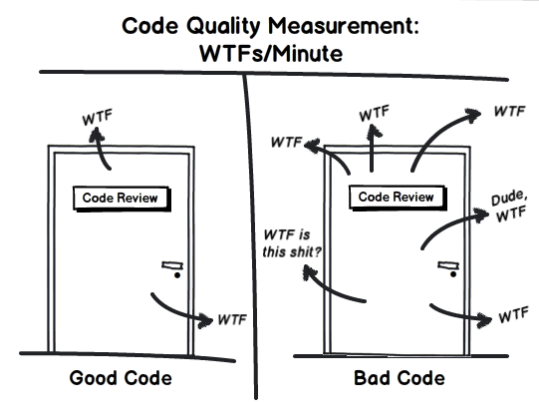 Code Quality Measurement:
WTFs/Minute
WTF
Code Review
WTF
Good Code
WTF
WTF
WTF
Code Review
Dude,
WTF
WTF is
this shit?
WTF
Bad Code